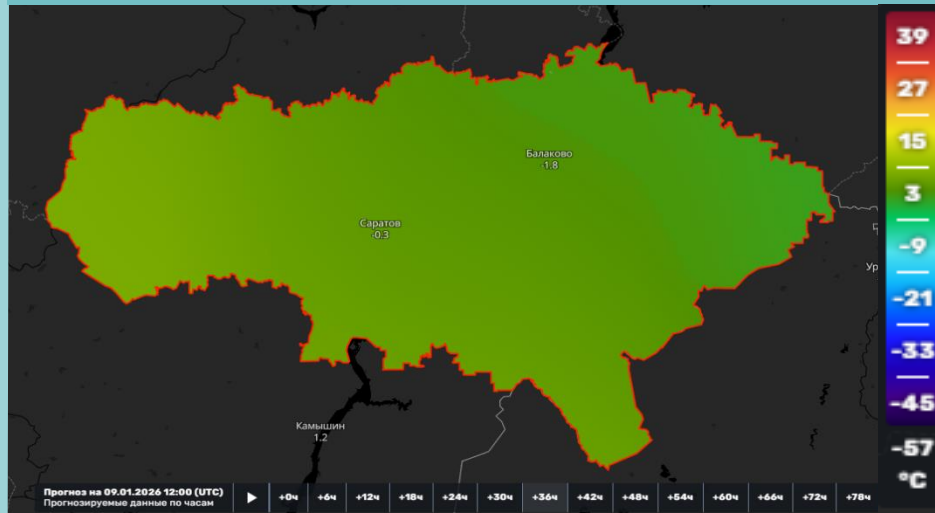 Балаково
-1.8
Саратов
-0.3
Ур
Камышин
1.2
39
27
15
3
-9
-21
-33
-45
-57
°C
Прогноз на 09.01.2026 12:00 (UTC)
Прогнозируемые данные по часам
+0ч +6ч +12ч +18ч +24ч +30ч +36ч +42ч +48ч +54ч +60ч +66ч +72ч +78ч